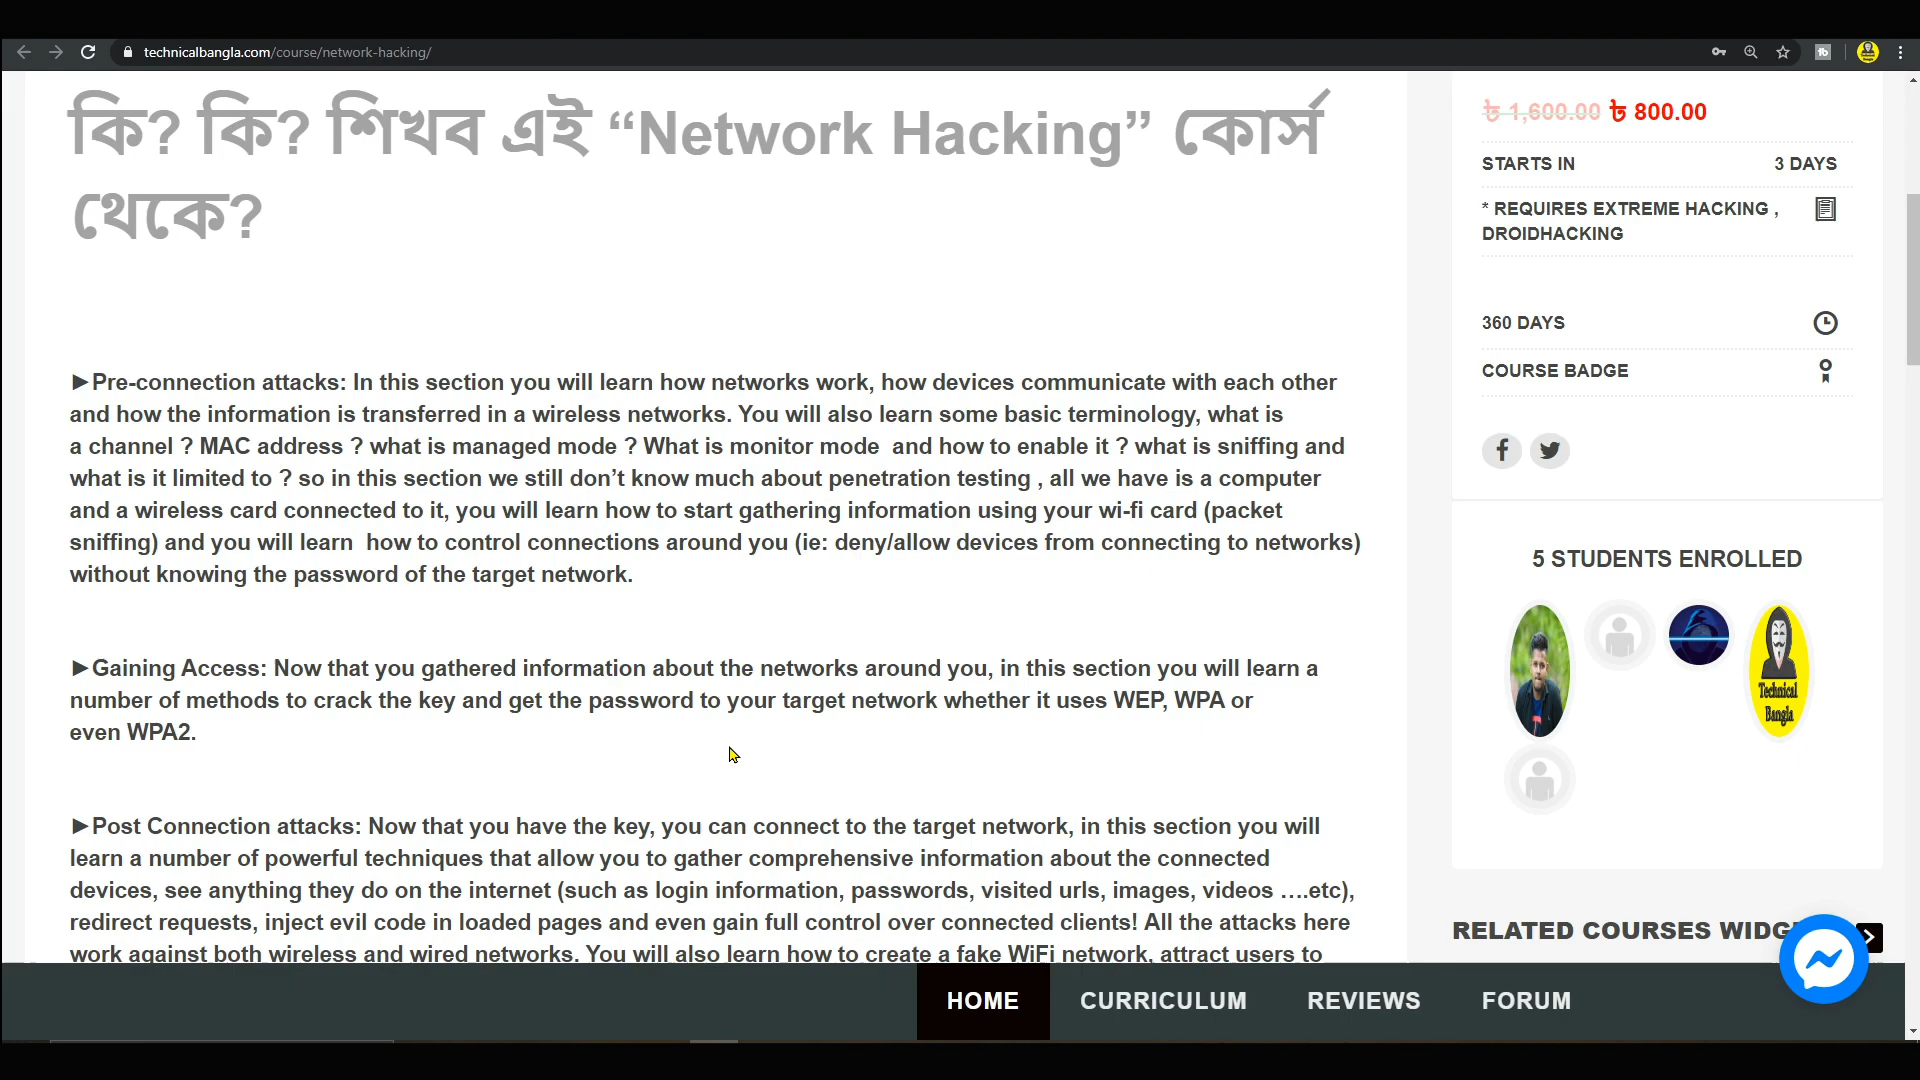 technicalbangla.com/course/network-hacking/
কি? কি? শিখব এই “Network Hacking” কোর্স
থেকে?
►Pre-connection attacks: In this section you will learn how networks work, how devices communicate with each other
and how the information is transferred in a wireless networks. You will also learn some basic terminology, what is
a channel ? MAC address ? what is managed mode ? What is monitor mode  and how to enable it ? what is sniffing and
what is it limited to ? so in this section we still don’t know much about penetration testing , all we have is a computer
and a wireless card connected to it, you will learn how to start gathering information using your wi-fi card (packet
sniffing) and you will learn  how to control connections around you (ie: deny/allow devices from connecting to networks)
without knowing the password of the target network.
►Gaining Access: Now that you gathered information about the networks around you, in this section you will learn a
number of methods to crack the key and get the password to your target network whether it uses WEP, WPA or
even WPA2.
►Post Connection attacks: Now that you have the key, you can connect to the target network, in this section you will
learn a number of powerful techniques that allow you to gather comprehensive information about the connected
devices, see anything they do on the internet (such as login information, passwords, visited urls, images, videos ….etc),
redirect requests, inject evil code in loaded pages and even gain full control over connected clients! All the attacks here
work against both wireless and wired networks. You will also learn how to create a fake WiFi network, attract users to
৳ 1,600.00 ৳ 800.00
STARTS IN 3 DAYS
* REQUIRES EXTREME HACKING ,
DROIDHACKING
360 DAYS
COURSE BADGE
5 STUDENTS ENROLLED
Technical
Bangla
RELATED COURSES
HOME CURRICULUM REVIEWS FORUM